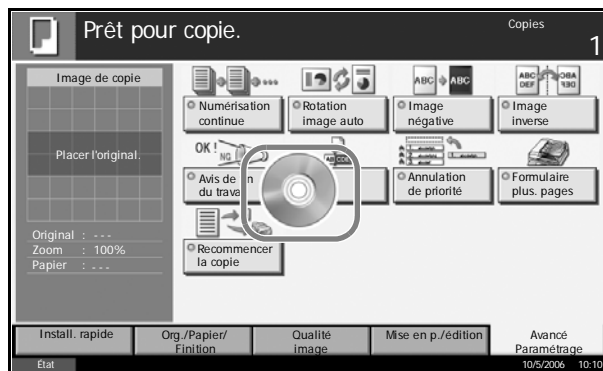 Prêt pour copie.
Copies
1
Image de copie
Placer l'original.
Original : ---
Zoom : 100%
Papier : ---
Numérisation
continue
Rotation
image auto
ABC ABC
Image
négative
ABC
DEF
Image
inverse
OK !
NG
Avis de
du trava
Annulation
de priorité
Formulaire
plus. pages
Recommencer
la copie
Install. rapide
Org./Papier/
Finition
Qualité
image
Mise en p./édition
Avancé
Paramétrage
État
10/5/2006 10:10